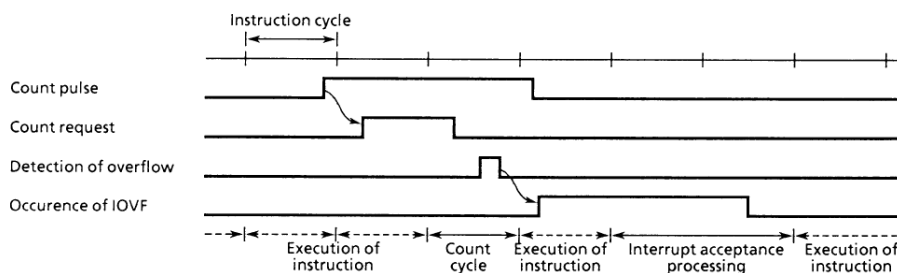 Instruction cycle
Count pulse
Count request
Detection of overflow
Occurence of IOVF
Execution of
instruction
Count
cycle
Execution of
instruction
Interrupt acceptance
processing
Execution of
instruction